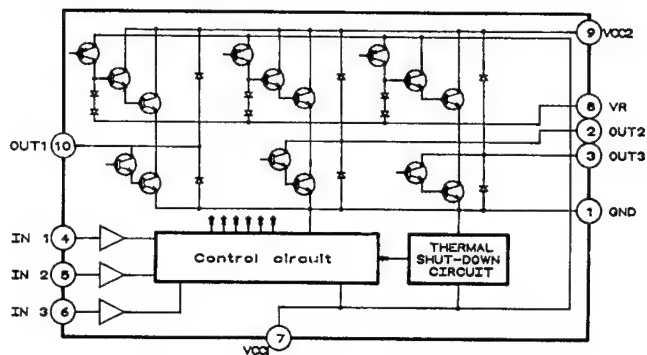 9 VCC2
8 VR
2 OUT2
OUT1 10
3 OUT3
1 GND
IN 1 4
Control circuit
THERMAL
SHUT-DOWN
CIRCUIT
IN 2 5
IN 3 6
7
VCC1